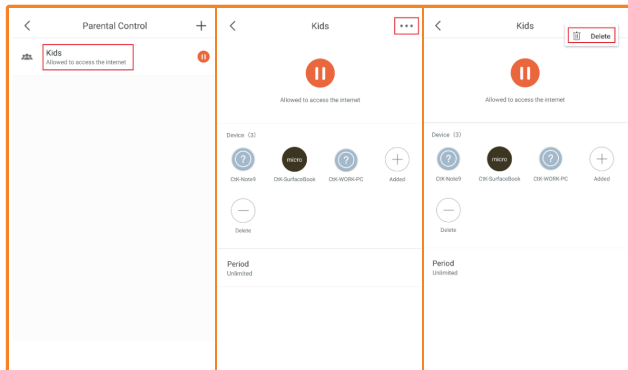 Parental Control
Kids
Allowed to access the internet
Kids
Allowed to access the internet
Device (3)
micro
CtK-Note9
CtK-SurfaceBook
CtK-WORK-PC
Added
Delete
Period
Unlimited
Kids
Delete
Allowed to access the internet
Device (3)
micro
CtK-Note9
CtK-SurfaceBook
CtK-WORK-PC
Added
Delete
Period
Unlimited